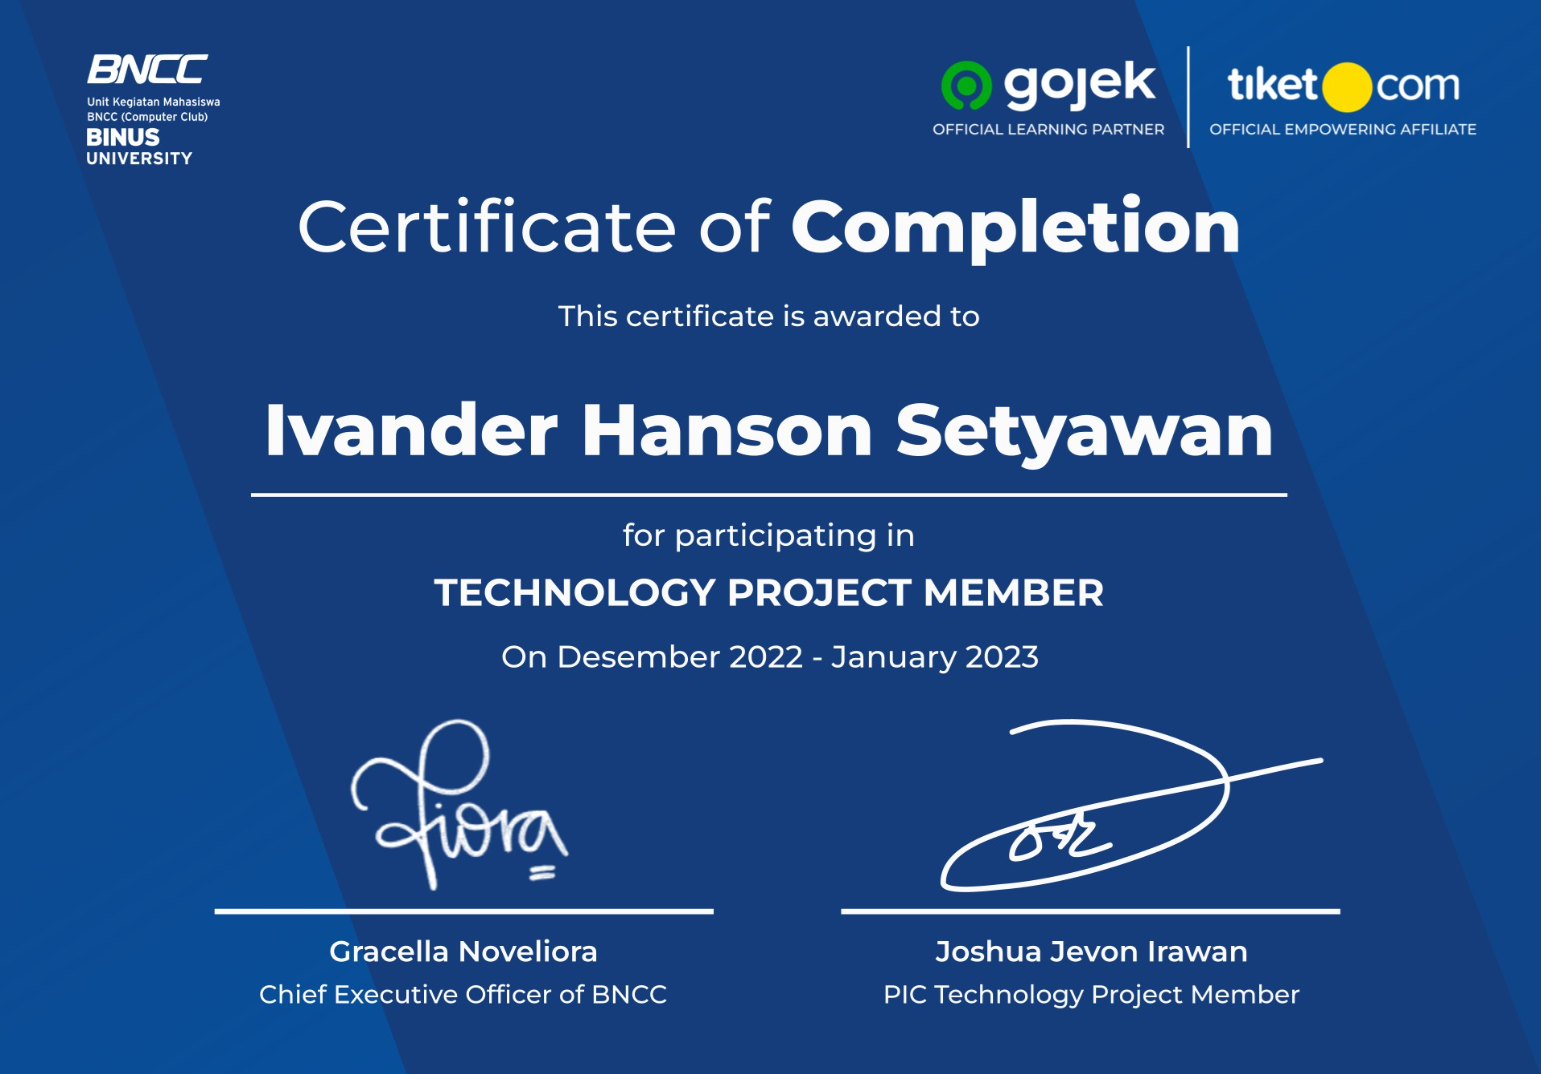 BNCC
Unit Kegiatan Mahasiswa
BNCC (Computer Club)
BINUS
UNIVERSITY
gojek
OFFICIAL LEARNING PARTNER
tiket com
OFFICIAL EMPOWERING AFFILIATE
Certificate of Completion
This certificate is awarded to
Ivander Hanson Setyawan
for participating in
TECHNOLOGY PROJECT MEMBER
On Desember 2022 - January 2023
Fiora
Gracella Noveliora
Chief Executive Officer of BNCC
Joshua Jevon Irawan
PIC Technology Project Member